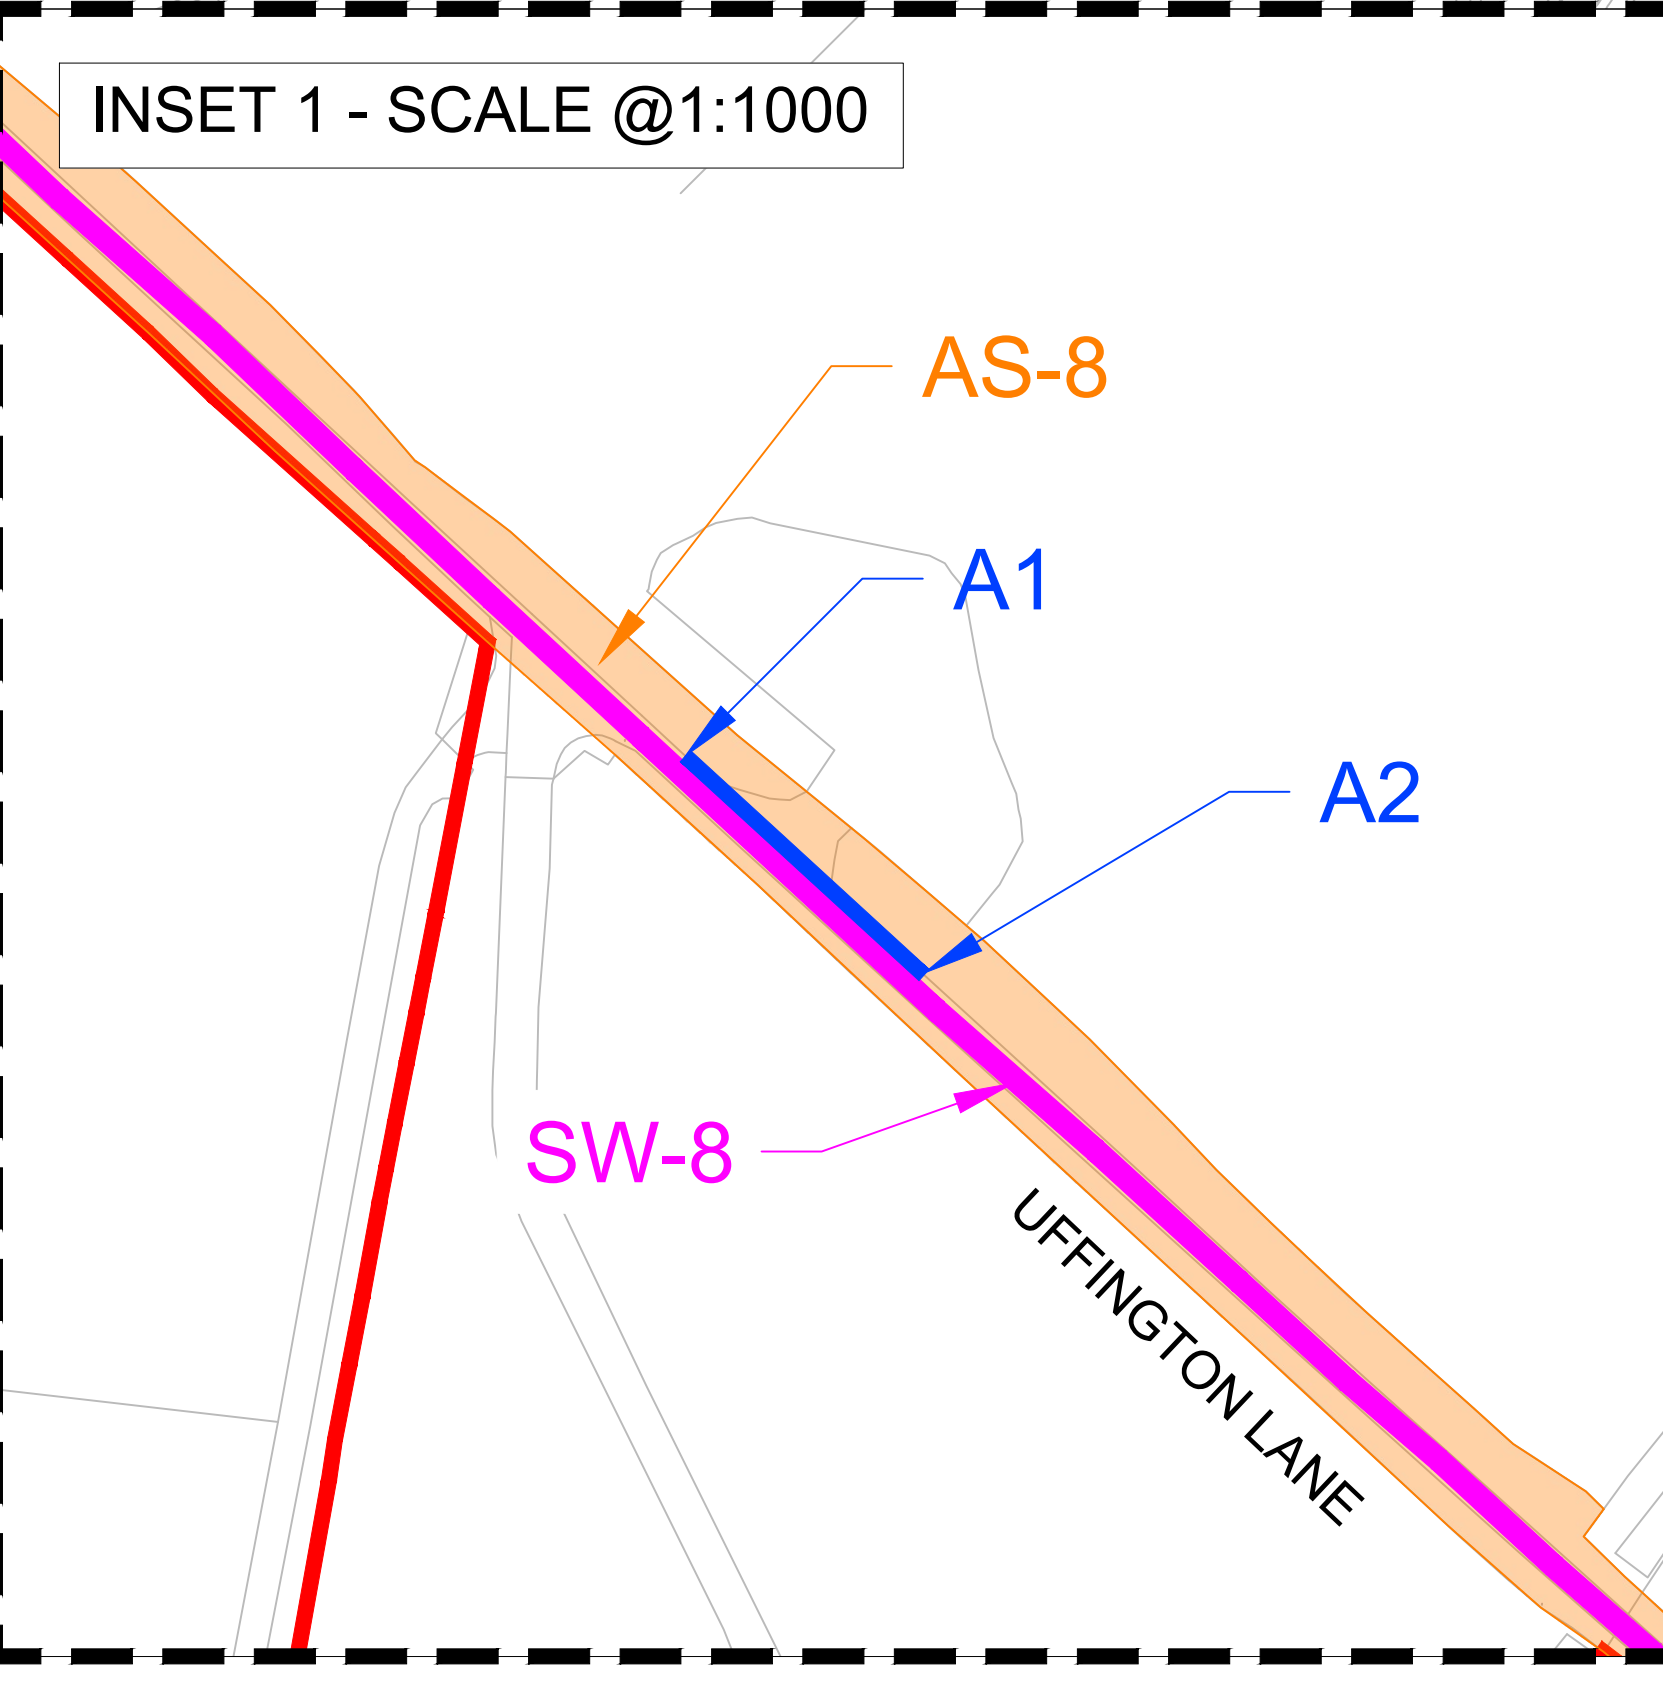 INSET 1 - SCALE @1:1000
AS-8
A1
A2
SW-8
UFFINGTON LANE